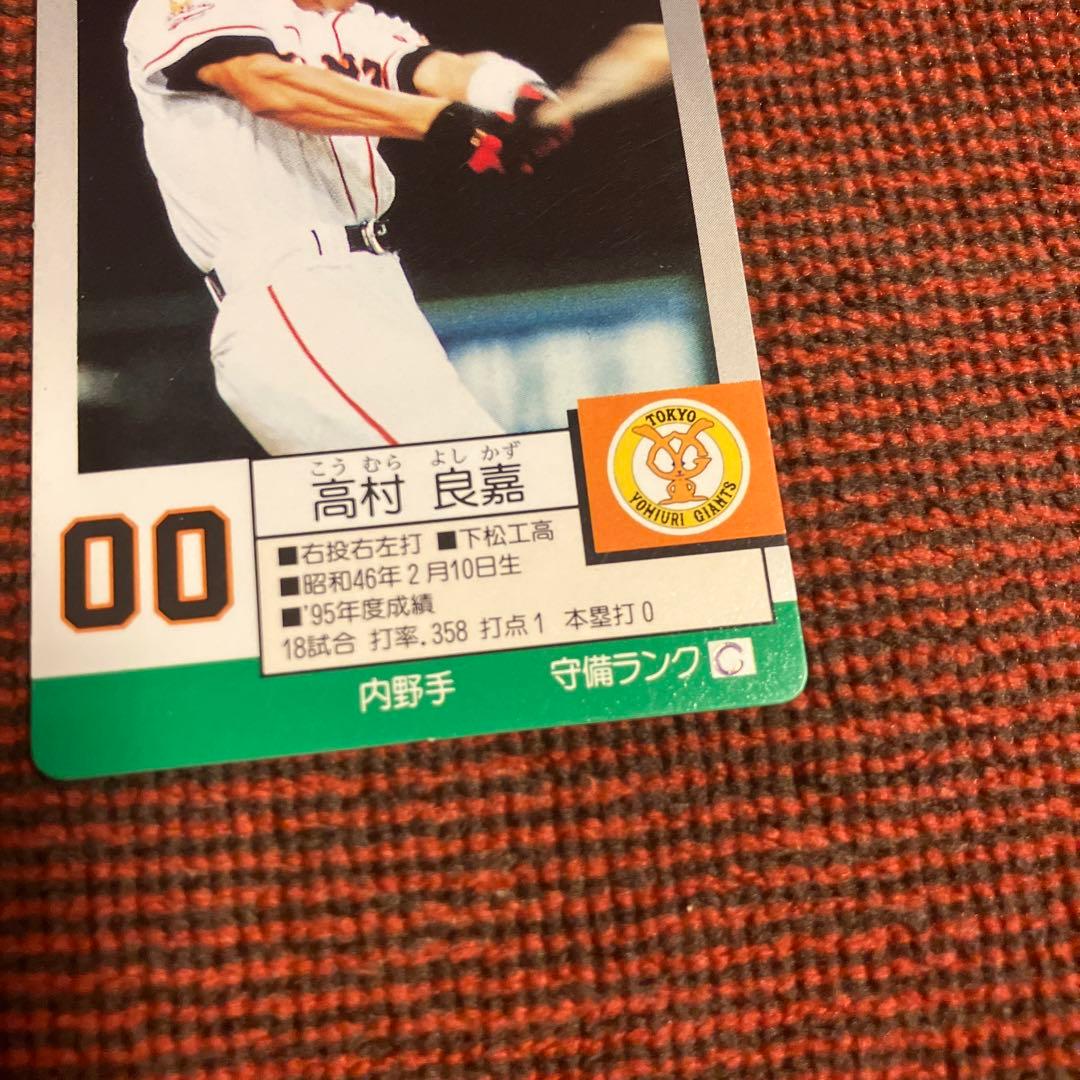 00
こうむら よしかず
高村 良嘉
TOKYO
YOMIURI GIANTS
■右投右左打 ■下松工高
■昭和46年2月10日生
■'95年度成績
18試合 打率.358 打点1 本塁打0
内野手 守備ランク C